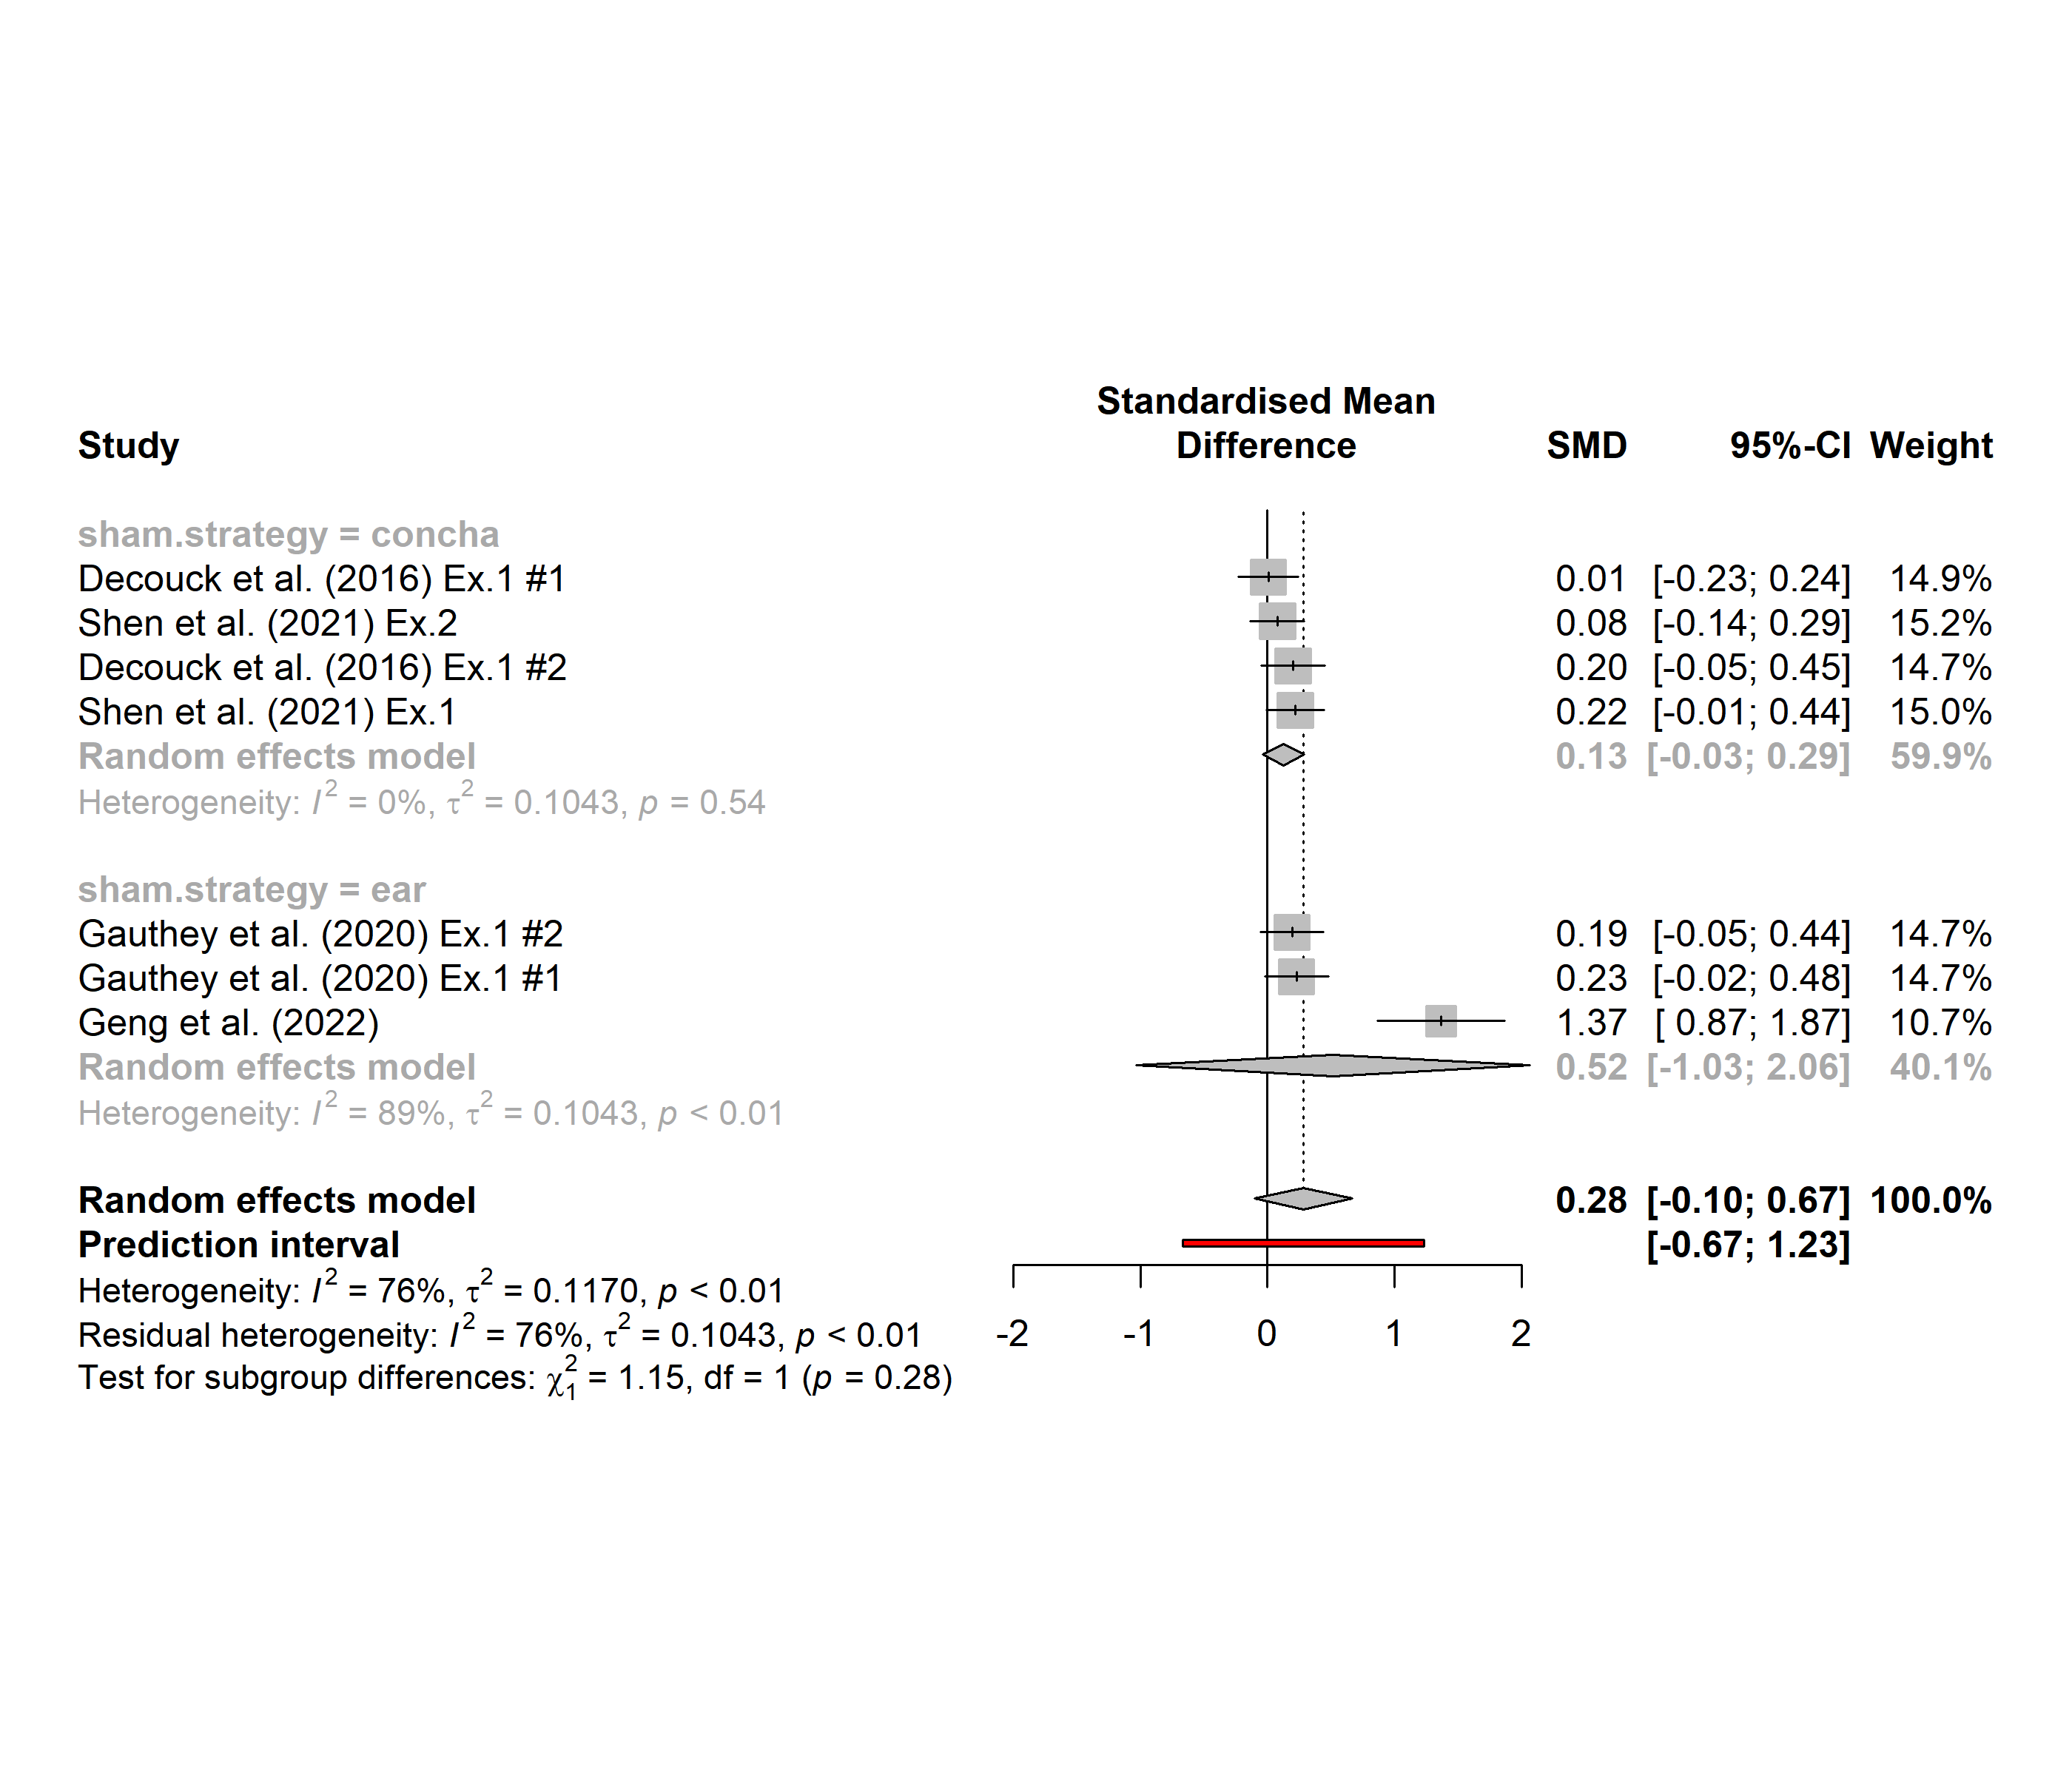 Standardised Mean
Study Difference SMD 95%-CI Weight
sham.strategy = concha
Decouck et al. (2016) Ex.1 #1 0.01 [-0.23; 0.24] 14.9%
Shen et al. (2021) Ex.2 0.08 [-0.14; 0.29] 15.2%
Decouck et al. (2016) Ex.1 #2 0.20 [-0.05; 0.45] 14.7%
Shen et al. (2021) Ex.1 0.22 [-0.01; 0.44] 15.0%
Random effects model 0.13 [-0.03; 0.29] 59.9%
Heterogeneity: I² = 0%, τ² = 0.1043, p = 0.54
sham.strategy = ear
Gauthey et al. (2020) Ex.1 #2 0.19 [-0.05; 0.44] 14.7%
Gauthey et al. (2020) Ex.1 #1 0.23 [-0.02; 0.48] 14.7%
Geng et al. (2022) 1.37 [ 0.87; 1.87] 10.7%
Random effects model 0.52 [-1.03; 2.06] 40.1%
Heterogeneity: I² = 89%, τ² = 0.1043, p < 0.01
Random effects model 0.28 [-0.10; 0.67] 100.0%
Prediction interval [-0.67; 1.23]
Heterogeneity: I² = 76%, τ² = 0.1170, p < 0.01
Residual heterogeneity: I² = 76%, τ² = 0.1043, p < 0.01 -2 -1 0 1 2
Test for subgroup differences: χ²₁ = 1.15, df = 1 (p = 0.28)